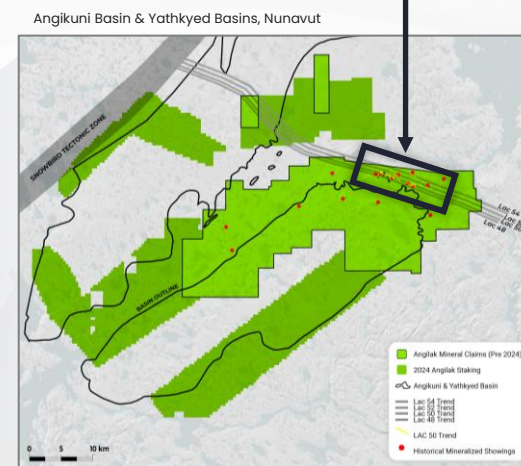 Angikuni Basin & Yathkyed Basins, Nunavut
SNOWBIRD TECTONIC ZONE
Lac 54
Lac 48
BASIN OUTLINE
Angilak Mineral Claims (Pre 2024)
2024 Angilak Staking
Angikuni & Yathkyed Basin
Lac 54 Trend
Lac 52 Trend
Lac 50 Trend
Lac 48 Trend
LAC 50 Trend
Historical Mineralized Showings
0 5 10 km